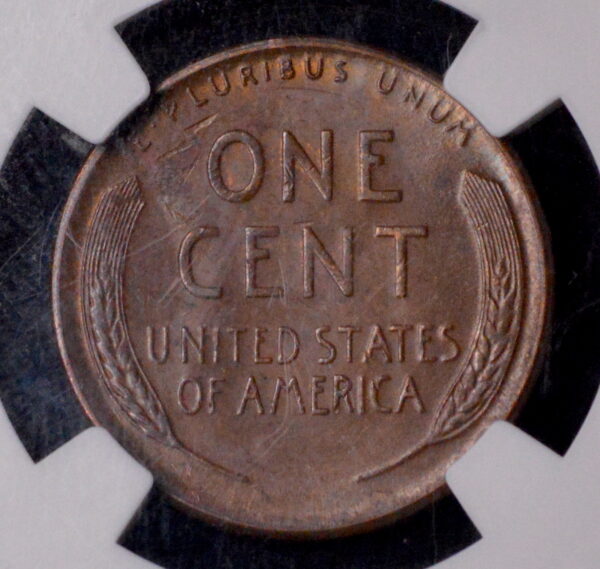 E · PLURIBUS UNUM
ONE
CENT
UNITED STATES
OF AMERICA